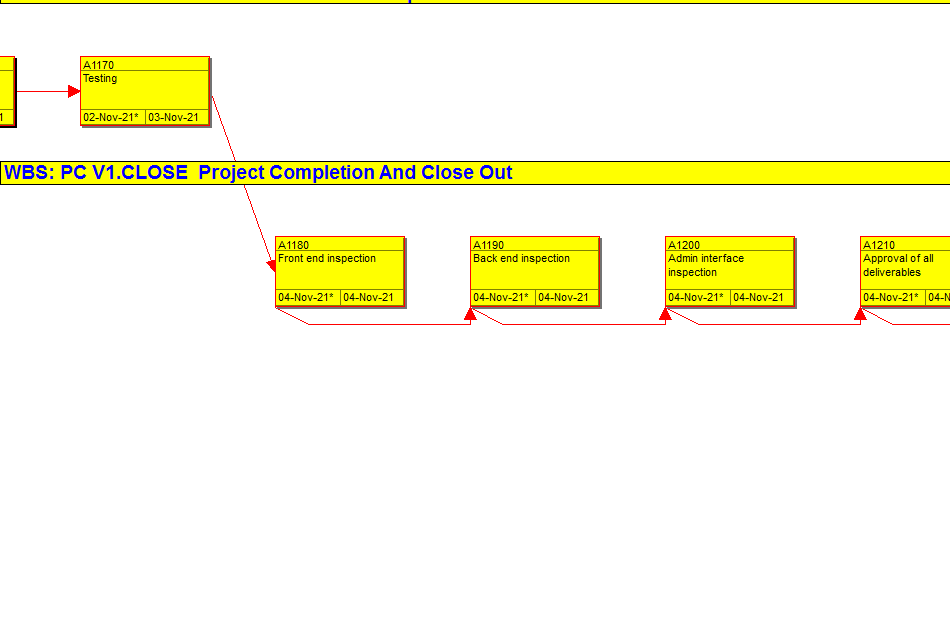 A1170
Testing
1
02-Nov-21* 03-Nov-21
WBS: PC V1.CLOSE  Project Completion And Close Out
A1180
Front end inspection
04-Nov-21* 04-Nov-21
A1190
Back end inspection
04-Nov-21* 04-Nov-21
A1200
Admin interface
inspection
04-Nov-21* 04-Nov-21
A1210
Approval of all
deliverables
04-Nov-21* 04-N